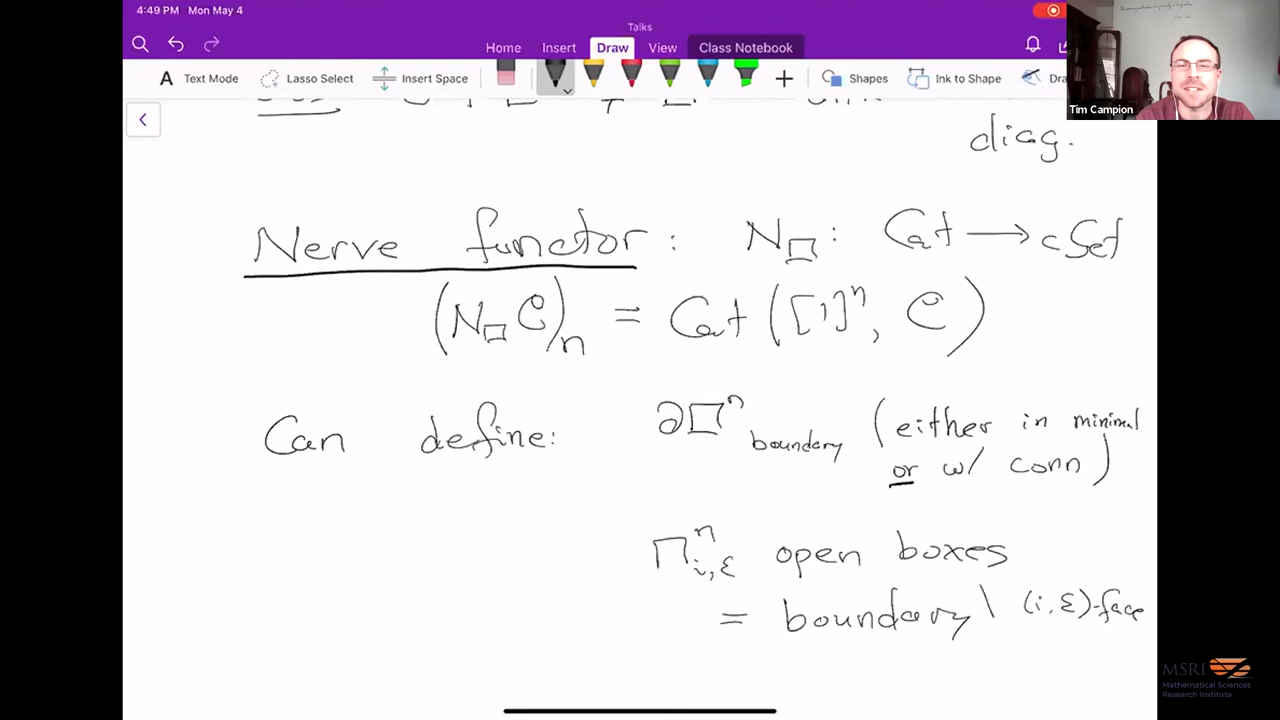 4:49 PM Mon May 4
Talks
Home Insert Draw View Class Notebook
Text Mode Lasso Select Insert Space + Shapes Ink to Shape
Tim Campion
diag.
Nerve functor : N□ : Cat → cSet
(N□ C)n = Cat ([1]^n, C)
Can define: ∂□^n boundary (either in minimal
or w/ conn)
⊓^n i,ε open boxes
= boundary \ (i, ε)-face
MSRI
Mathematical Sciences
Research Institute